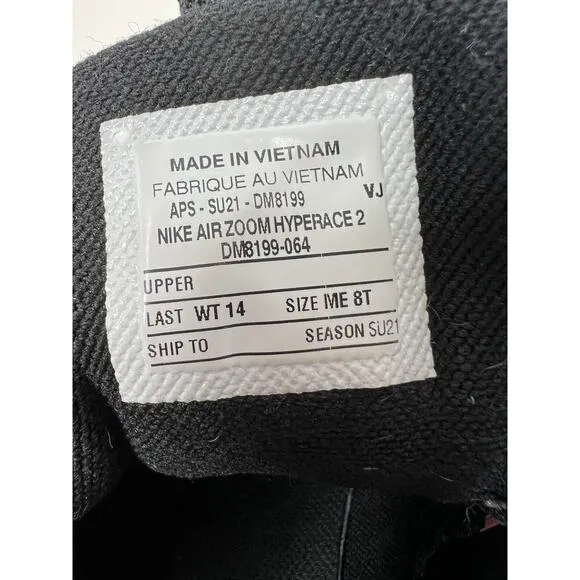 MADE IN VIETNAM
FABRIQUE AU VIETNAM
APS - SU21 - DM8199 VJ
NIKE AIR ZOOM HYPERACE 2
DM8199-064
UPPER
LAST WT 14 SIZE ME 8T
SHIP TO SEASON SU21